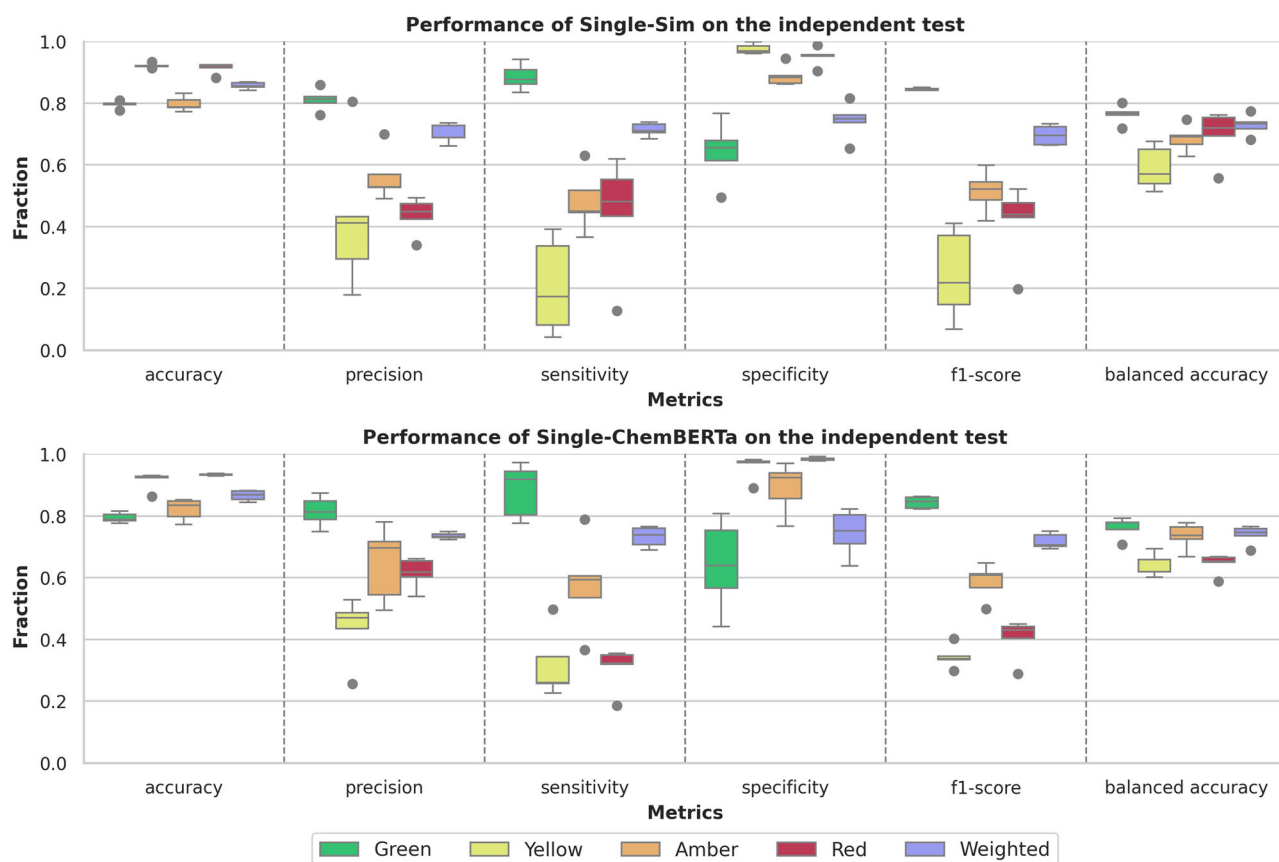 Performance of Single-Sim on the independent test
1.0
0.8
0.6
0.4
0.2
0.0
Fraction
accuracy precision sensitivity specificity f1-score balanced accuracy
Metrics
Performance of Single-ChemBERTa on the independent test
1.0
0.8
0.6
0.4
0.2
0.0
Fraction
accuracy precision sensitivity specificity f1-score balanced accuracy
Metrics
Green Yellow Amber Red Weighted